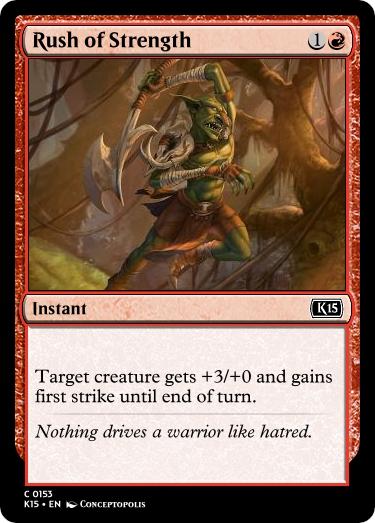 Rush of Strength 1
Instant K15
Target creature gets +3/+0 and gains
first strike until end of turn.
Nothing drives a warrior like hatred.
C 0153
K15 • EN Conceptopolis